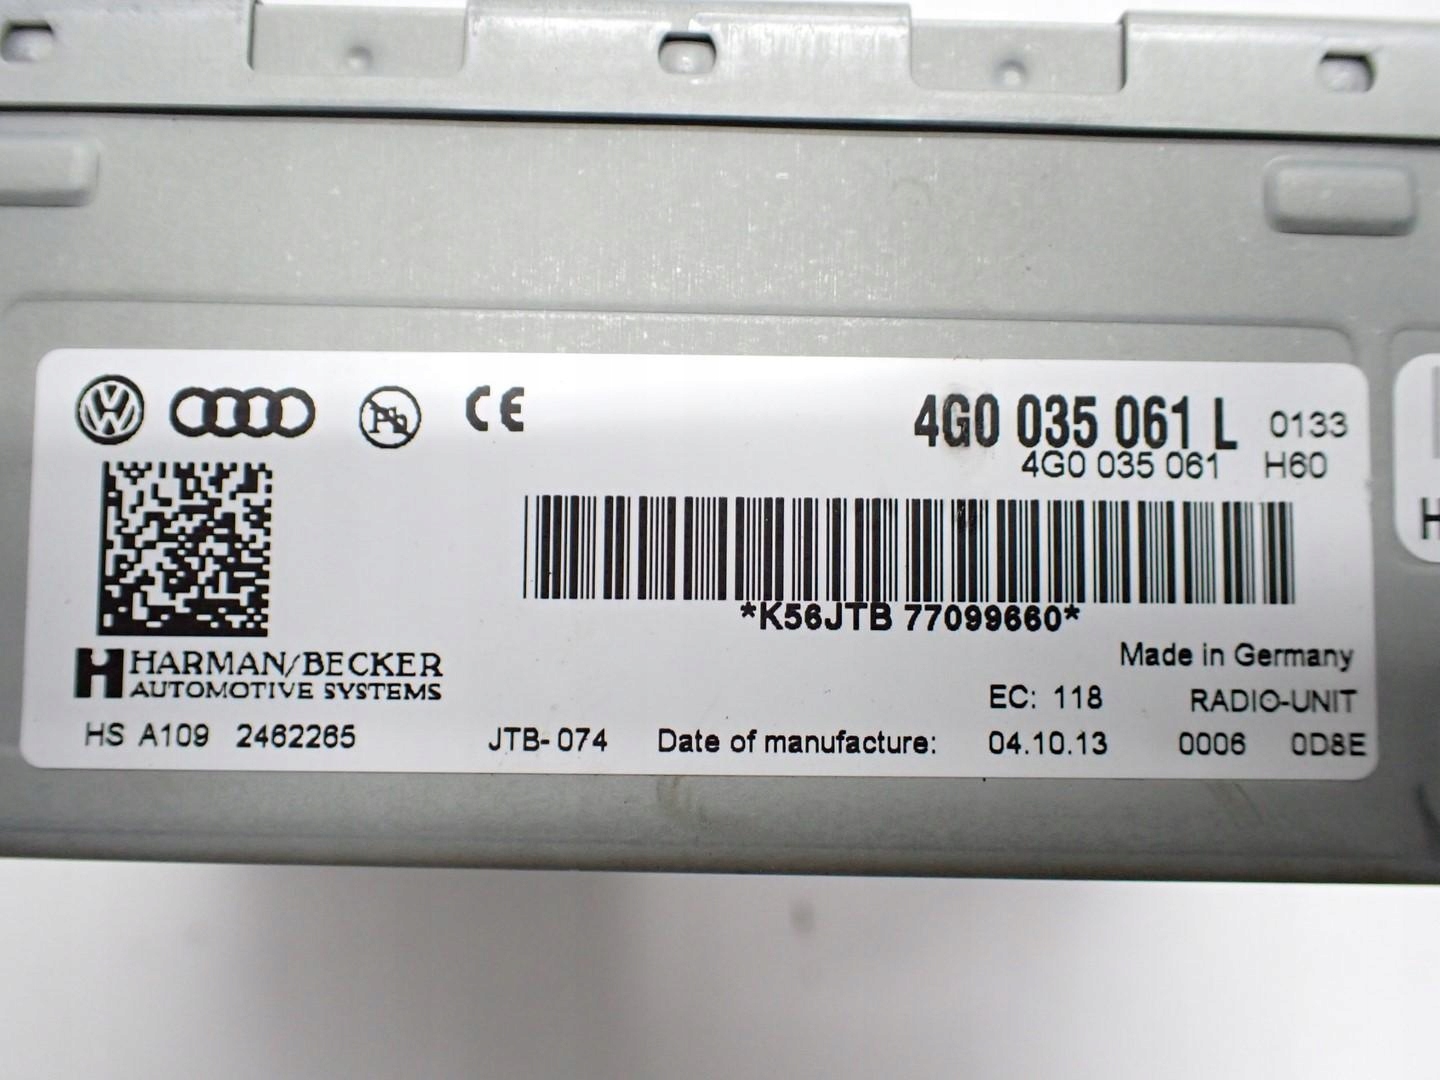 CE
4G0 035 061 L 0133
4G0 035 061 H60
*K56JTB 77099660*
HARMAN/BECKER
AUTOMOTIVE SYSTEMS
Made in Germany
EC: 118 RADIO-UNIT
HS A109 2462265 JTB-074 Date of manufacture: 04.10.13 0006 0D8E
H